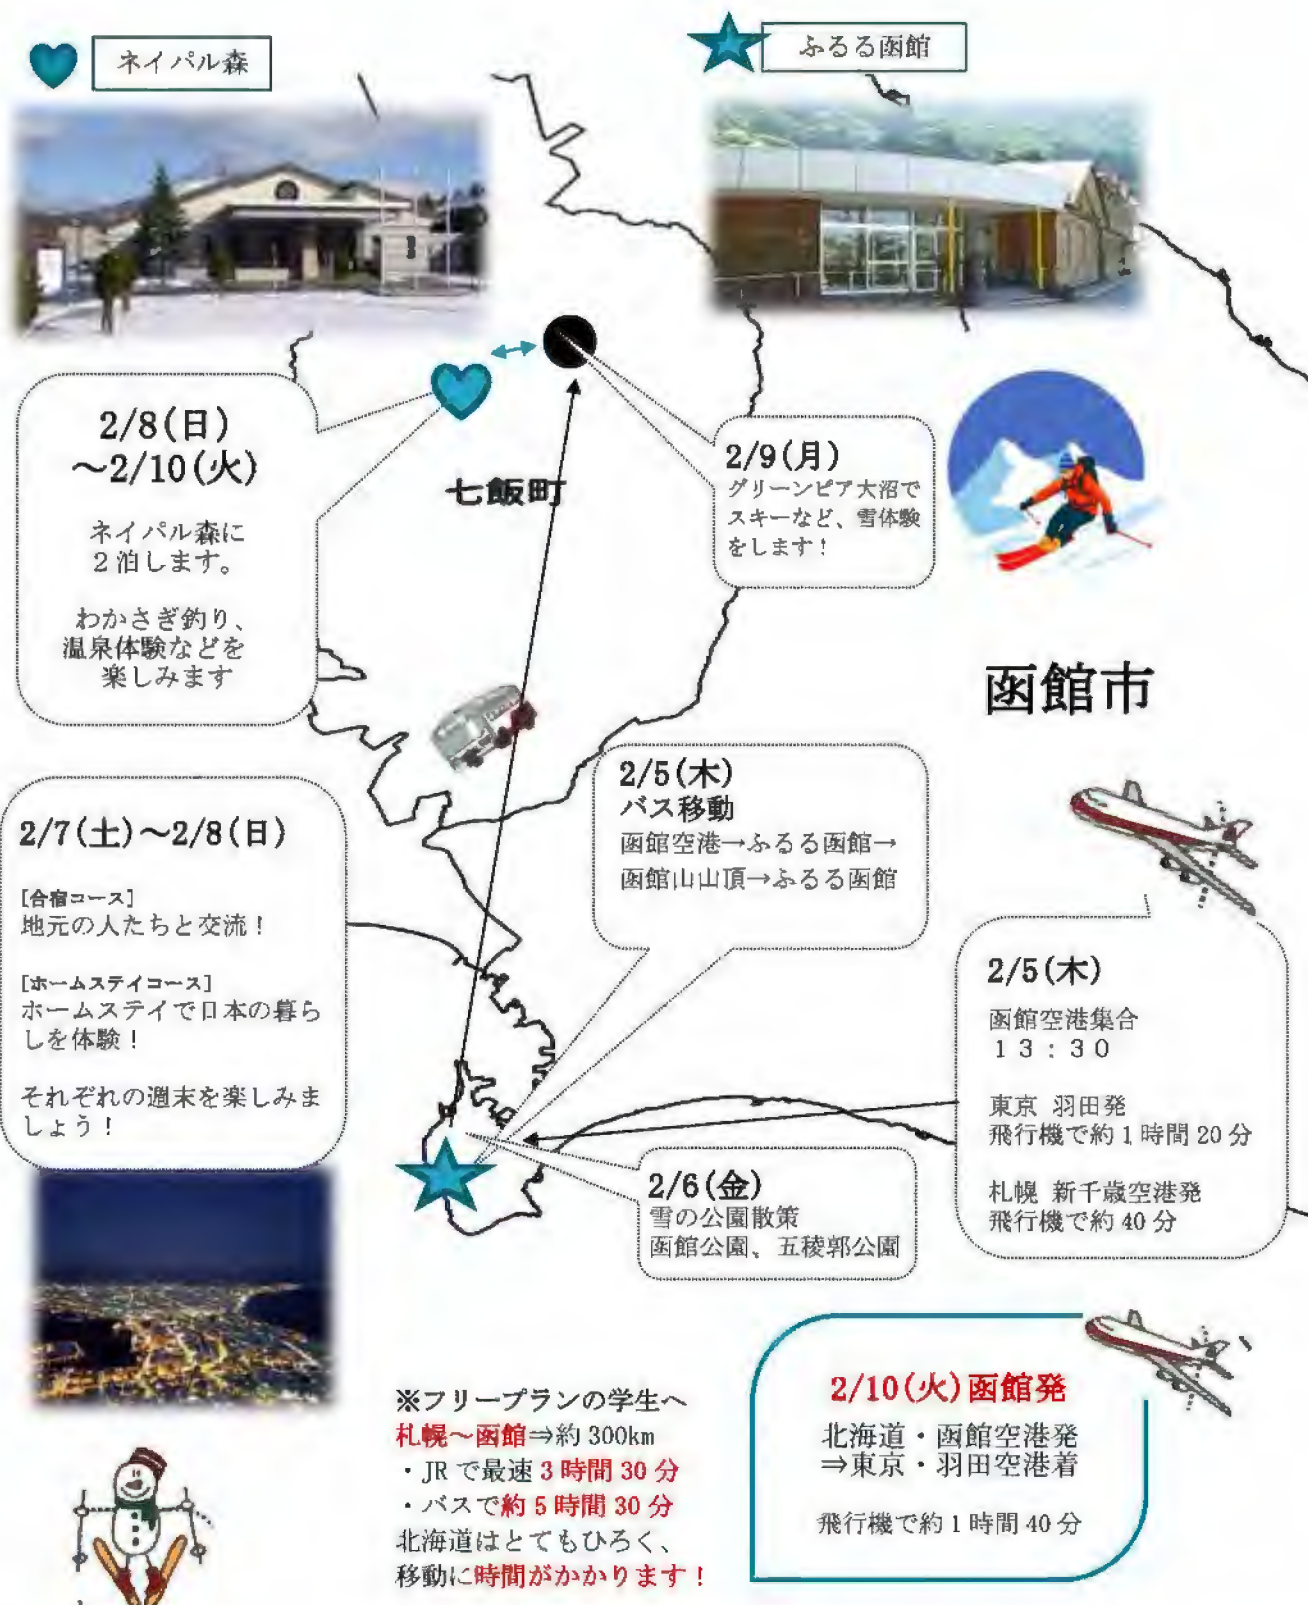 ネイパル森
ふるる函館
2/8(日)
～2/10(火)
ネイパル森に
2泊します。
わかさぎ釣り、
温泉体験などを
楽しみます
七飯町
2/9(月)
グリーンピア大沼で
スキーなど、雪体験
をします！
函館市
2/7(土)～2/8(日)
[合宿コース]
地元の人たちと交流！
[ホームステイコース]
ホームステイで日本の暮ら
しを体験！
それぞれの週末を楽しみま
しょう！
2/5(木)
バス移動
函館空港→ふるる函館→
函館山山頂→ふるる函館
2/5(木)
函館空港集合
１３：３０
東京 羽田発
飛行機で約1時間20分
札幌 新千歳空港発
飛行機で約40分
2/6(金)
雪の公園散策
函館公園、五稜郭公園
※フリープランの学生へ
札幌～函館⇒約300km
・JRで最速3時間30分
・バスで約5時間30分
北海道はとてもひろく、
移動に時間がかかります！
2/10(火)函館発
北海道・函館空港発
⇒東京・羽田空港着
飛行機で約1時間40分